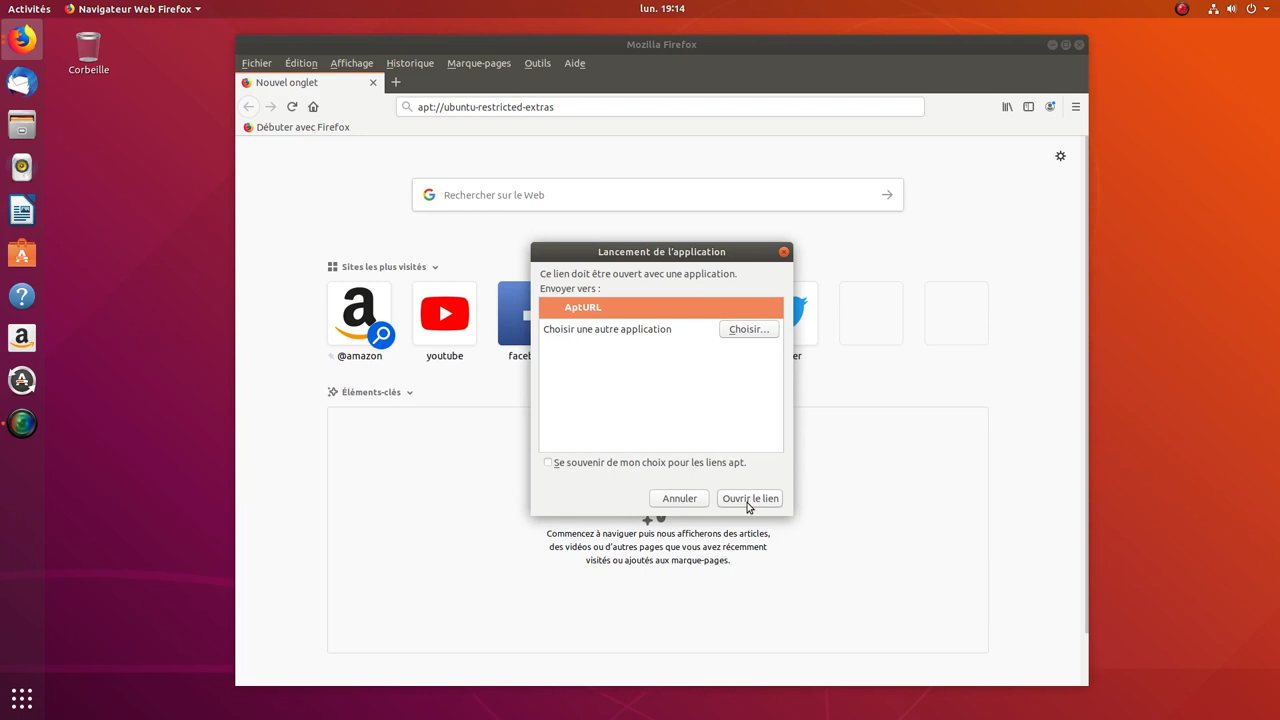 Activités
Navigateur Web Firefox
lun. 19:14
Corbeille
Mozilla Firefox
Fichier Édition Affichage Historique Marque-pages Outils Aide
Nouvel onglet
apt://ubuntu-restricted-extras
Débuter avec Firefox
Rechercher sur le Web
Sites les plus visités
@amazon
youtube
Lancement de l'application
Ce lien doit être ouvert avec une application.
Envoyer vers :
AptURL
Choisir une autre application
Choisir...
Se souvenir de mon choix pour les liens apt.
Annuler
Ouvrir le lien
Éléments-clés
Commencez à naviguer puis nous afficherons des articles,
des vidéos ou d'autres pages que vous avez récemment
visités ou ajoutés aux marque-pages.